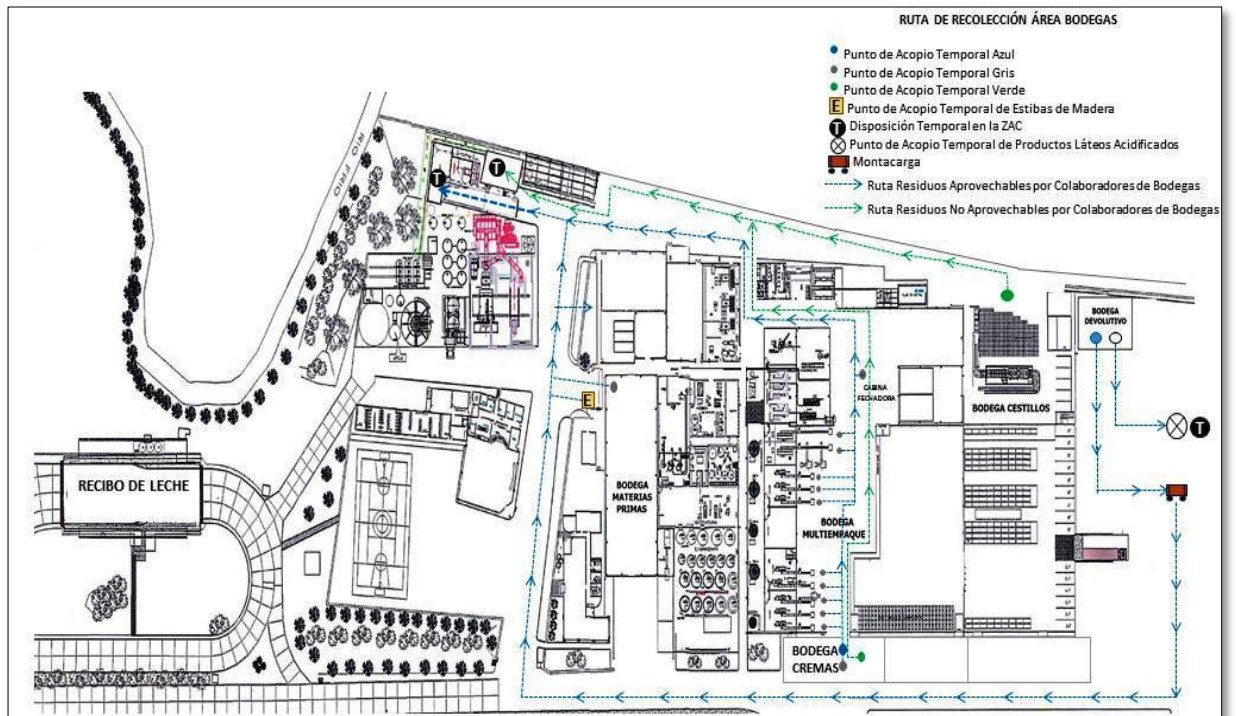 RUTA DE RECOLECCIÓN ÁREA BODEGAS
Punto de Acopio Temporal Azul
Punto de Acopio Temporal Gris
Punto de Acopio Temporal Verde
E Punto de Acopio Temporal de Estibas de Madera
T Disposición Temporal en la ZAC
Punto de Acopio Temporal de Productos Láteos Acidificados
Montacarga
Ruta Residuos Aprovechables por Colaboradores de Bodegas
Ruta Residuos No Aprovechables por Colaboradores de Bodegas
RIO FRIO
T
T
BODEGA
DEVOLUTIVO
CABINA
FECHADORA
E
BODEGA CESTILLOS
T
RECIBO DE LECHE
BODEGA
MATERIAS
PRIMAS
BODEGA
MULTIEMPAQUE
BODEGA
CREMAS